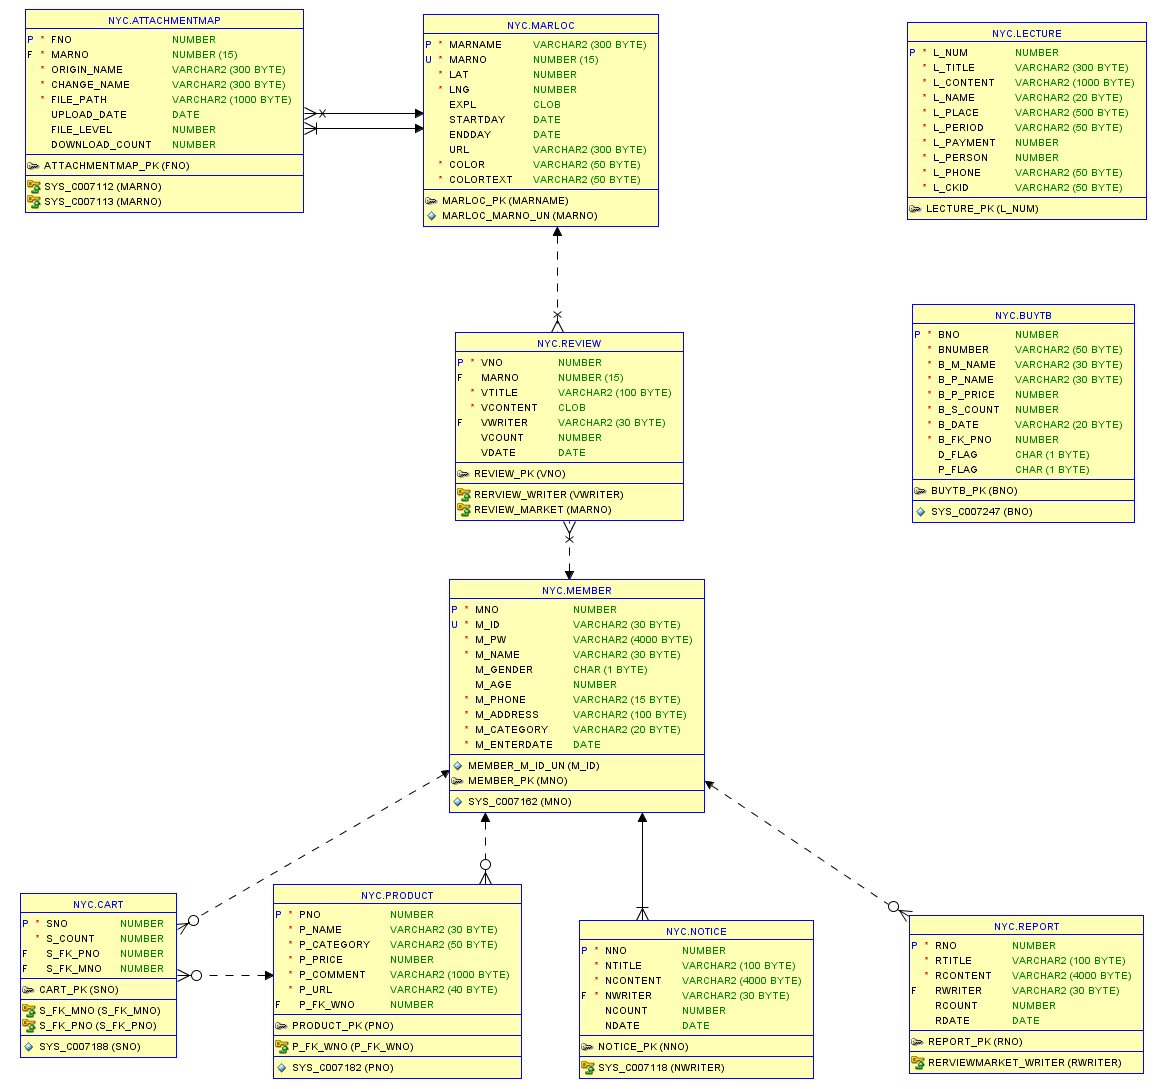 NYC.ATTACHMENTMAP
P * FNO NUMBER
F * MARNO NUMBER (15)
* ORIGIN_NAME VARCHAR2 (300 BYTE)
* CHANGE_NAME VARCHAR2 (300 BYTE)
* FILE_PATH VARCHAR2 (1000 BYTE)
UPLOAD_DATE DATE
FILE_LEVEL NUMBER
DOWNLOAD_COUNT NUMBER
ATTACHMENTMAP_PK (FNO)
SYS_C007112 (MARNO)
SYS_C007113 (MARNO)
NYC.MARLOC
P * MARNAME VARCHAR2 (300 BYTE)
U * MARNO NUMBER (15)
* LAT NUMBER
* LNG NUMBER
EXPL CLOB
STARTDAY DATE
ENDDAY DATE
URL VARCHAR2 (300 BYTE)
* COLOR VARCHAR2 (50 BYTE)
* COLORTEXT VARCHAR2 (50 BYTE)
MARLOC_PK (MARNAME)
MARLOC_MARNO_UN (MARNO)
NYC.LECTURE
P * L_NUM NUMBER
* L_TITLE VARCHAR2 (300 BYTE)
* L_CONTENT VARCHAR2 (1000 BYTE)
* L_NAME VARCHAR2 (20 BYTE)
* L_PLACE VARCHAR2 (500 BYTE)
* L_PERIOD VARCHAR2 (50 BYTE)
* L_PAYMENT NUMBER
* L_PERSON NUMBER
* L_PHONE VARCHAR2 (50 BYTE)
* L_CKID VARCHAR2 (50 BYTE)
LECTURE_PK (L_NUM)
NYC.REVIEW
P * VNO NUMBER
F MARNO NUMBER (15)
* VTITLE VARCHAR2 (100 BYTE)
* VCONTENT CLOB
F VWRITER VARCHAR2 (30 BYTE)
VCOUNT NUMBER
VDATE DATE
REVIEW_PK (VNO)
RERVIEW_WRITER (VWRITER)
REVIEW_MARKET (MARNO)
NYC.BUYTB
P * BNO NUMBER
* BNUMBER VARCHAR2 (50 BYTE)
* B_M_NAME VARCHAR2 (30 BYTE)
* B_P_NAME VARCHAR2 (30 BYTE)
* B_P_PRICE NUMBER
* B_S_COUNT NUMBER
* B_DATE VARCHAR2 (20 BYTE)
* B_FK_PNO NUMBER
D_FLAG CHAR (1 BYTE)
P_FLAG CHAR (1 BYTE)
BUYTB_PK (BNO)
SYS_C007247 (BNO)
NYC.MEMBER
P * MNO NUMBER
U * M_ID VARCHAR2 (30 BYTE)
* M_PW VARCHAR2 (4000 BYTE)
* M_NAME VARCHAR2 (30 BYTE)
M_GENDER CHAR (1 BYTE)
M_AGE NUMBER
* M_PHONE VARCHAR2 (15 BYTE)
* M_ADDRESS VARCHAR2 (100 BYTE)
* M_CATEGORY VARCHAR2 (20 BYTE)
* M_ENTERDATE DATE
MEMBER_M_ID_UN (M_ID)
MEMBER_PK (MNO)
SYS_C007162 (MNO)
NYC.CART
P * SNO NUMBER
* S_COUNT NUMBER
F S_FK_PNO NUMBER
F S_FK_MNO NUMBER
CART_PK (SNO)
S_FK_MNO (S_FK_MNO)
S_FK_PNO (S_FK_PNO)
SYS_C007188 (SNO)
NYC.PRODUCT
P * PNO NUMBER
* P_NAME VARCHAR2 (30 BYTE)
* P_CATEGORY VARCHAR2 (50 BYTE)
* P_PRICE NUMBER
* P_COMMENT VARCHAR2 (1000 BYTE)
* P_URL VARCHAR2 (40 BYTE)
F P_FK_WNO NUMBER
PRODUCT_PK (PNO)
P_FK_WNO (P_FK_WNO)
SYS_C007182 (PNO)
NYC.NOTICE
P * NNO NUMBER
* NTITLE VARCHAR2 (100 BYTE)
* NCONTENT VARCHAR2 (4000 BYTE)
F * NWRITER VARCHAR2 (30 BYTE)
NCOUNT NUMBER
NDATE DATE
NOTICE_PK (NNO)
SYS_C007118 (NWRITER)
NYC.REPORT
P * RNO NUMBER
* RTITLE VARCHAR2 (100 BYTE)
* RCONTENT VARCHAR2 (4000 BYTE)
F RWRITER VARCHAR2 (30 BYTE)
RCOUNT NUMBER
RDATE DATE
REPORT_PK (RNO)
RERVIEWMARKET_WRITER (RWRITER)